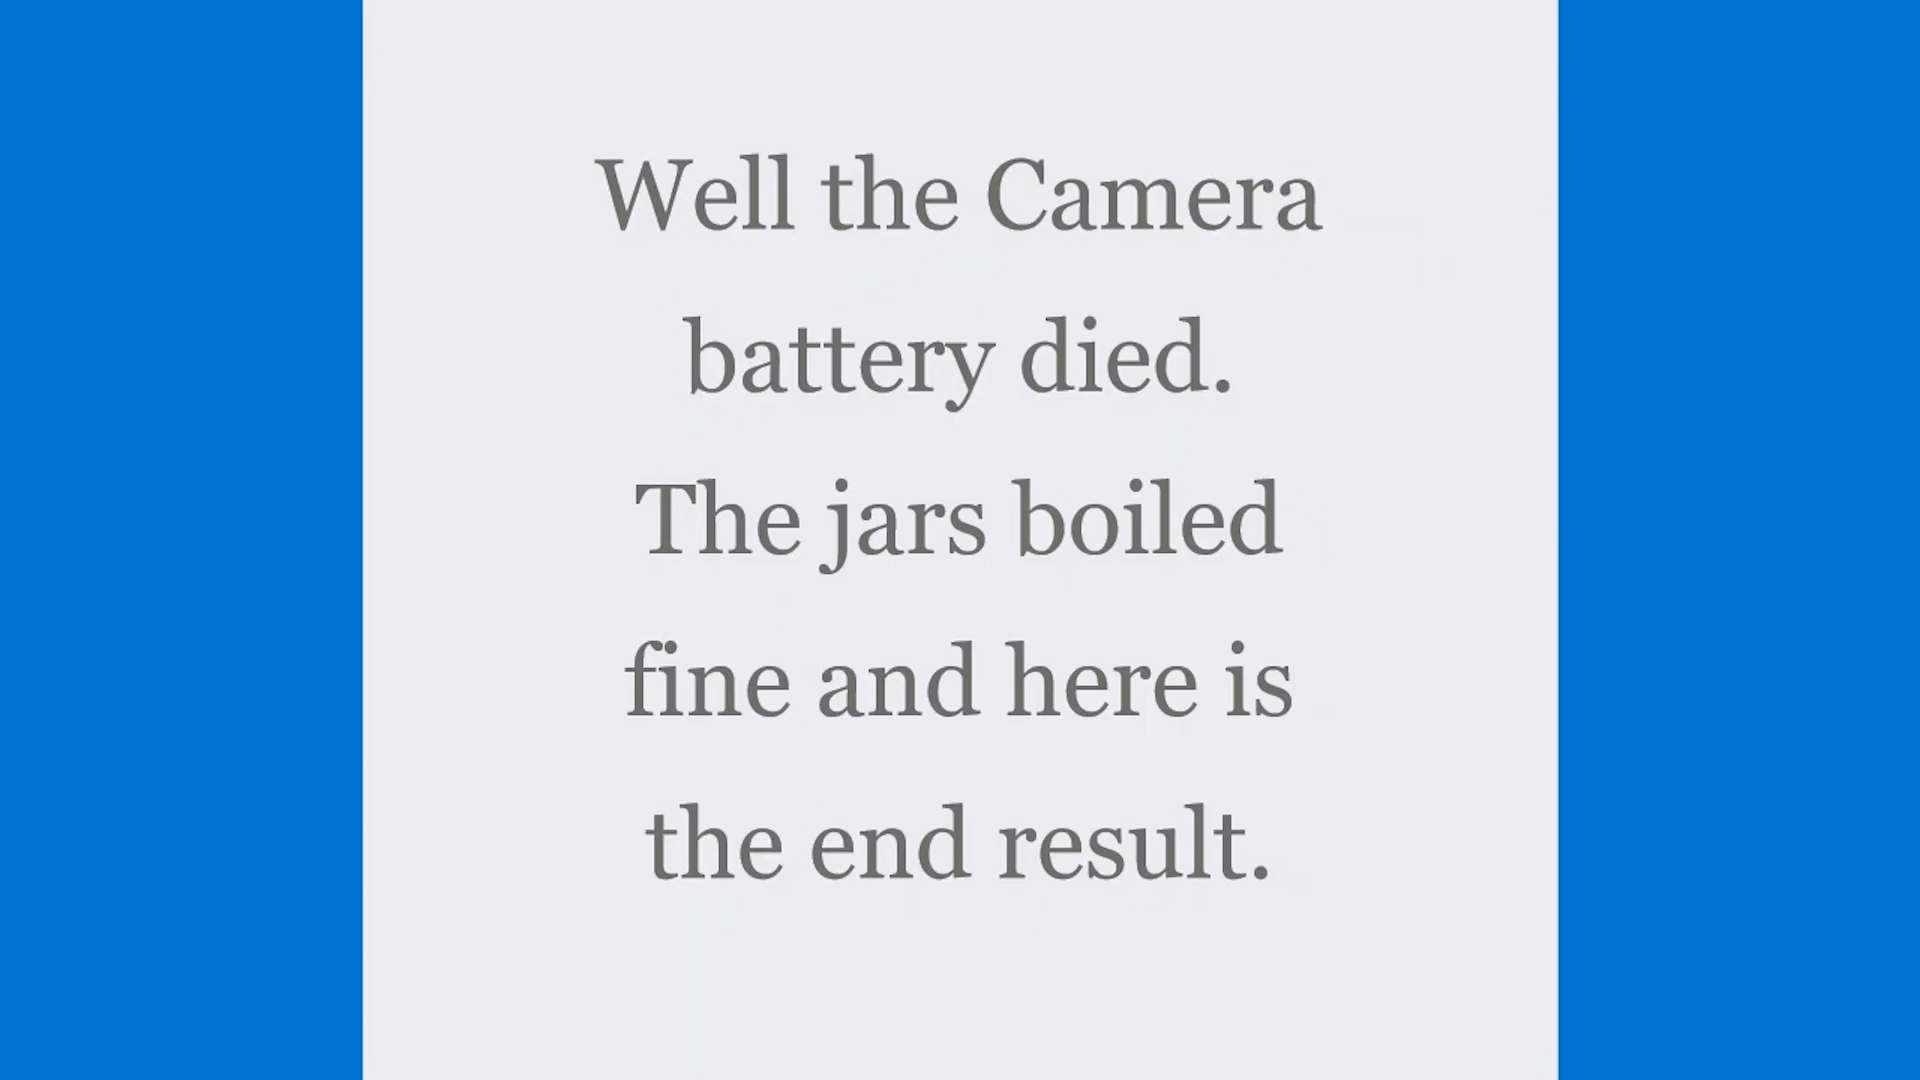 Well the Camera
battery died.
The jars boiled
fine and here is
the end result.